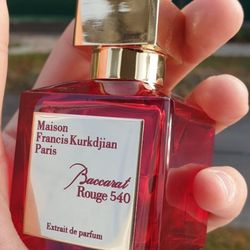 Maison
Francis Kurkdjian
Paris
Baccarat
Rouge 540
Extrait de parfum